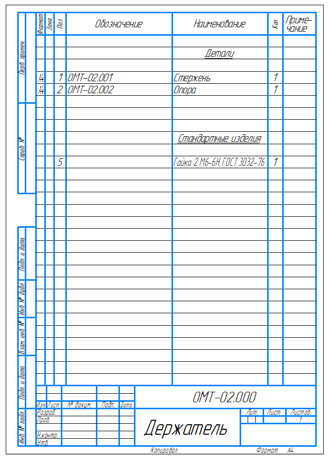 Формат Зона Поз. Обозначение Наименование Кол. Приме-
чание
Перв. примен.
Детали
1 ОМТ-02.001 Стержень 1
2 ОМТ-02.002 Опора 1
Справ. №
Стандартные изделия
5 Гайка 2 М6-6Н ГОСТ 3032-76 1
Подп. и дата
Инв. № дубл.
Взам. инв. №
Подп. и дата
Инв. № подл.
ОМТ-02.000
Изм. Лист № докум. Подп. Дата
Разраб.
Пров.
Н.контр.
Утв.
Держатель
Лит. Лист Листов
1
Копировал Формат А4